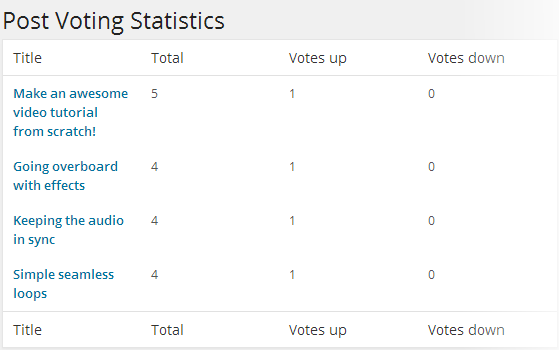 Post Voting Statistics
Title Total Votes up Votes down
Make an awesome 5 1 0
video tutorial
from scratch!
Going overboard 4 1 0
with effects
Keeping the audio 4 1 0
in sync
Simple seamless 4 1 0
loops
Title Total Votes up Votes down